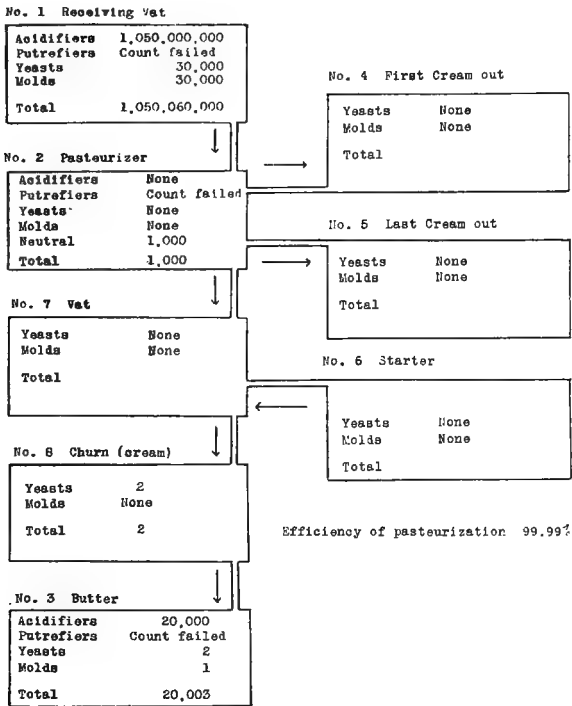 No. 1 Receiving Vat
Acidifiers 1,050,000,000
Putrefiers Count failed
Yeasts 30,000
Molds 30,000
Total 1,050,060,000
No. 4 First Cream out
Yeasts None
Molds None
Total
No. 2 Pasteurizer
Acidifiers None
Putrefiers Count failed
Yeasts None
Molds None
Neutral 1,000
Total 1,000
No. 5 Last Cream out
Yeasts None
Molds None
Total
No. 7 Vat
Yeasts None
Molds None
Total
No. 6 Starter
Yeasts None
Molds None
Total
No. 8 Churn (cream)
Yeasts 2
Molds None
Total 2
Efficiency of pasteurization 99.99%
No. 3 Butter
Acidifiers 20,000
Putrefiers Count failed
Yeasts 2
Molds 1
Total 20,003